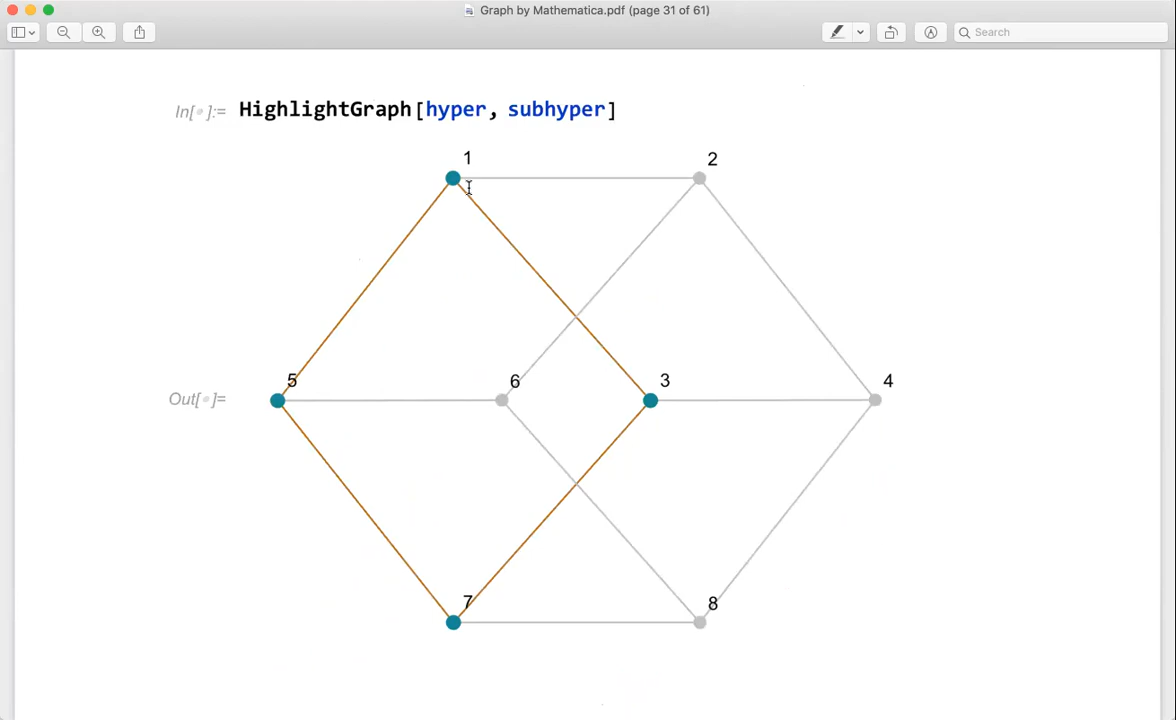 Graph by Mathematica.pdf (page 31 of 61)
Search
In[ ]:= HighlightGraph[hyper, subhyper]
1
2
5
6
3
4
Out[ ]=
7
8